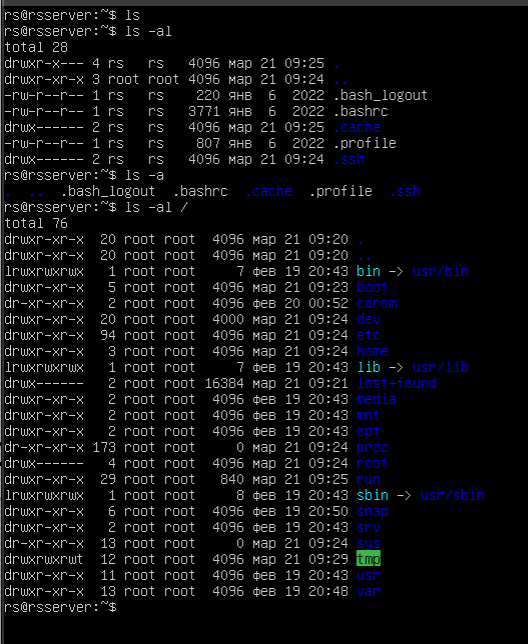 rs@rsserver:~$ ls
rs@rsserver:~$ ls -al
total 28
drwxr-x--- 4 rs   rs   4096 мар 21 09:25 .
drwxr-xr-x 3 root root 4096 мар 21 09:24 ..
-rw-r--r-- 1 rs   rs    220 янв  6  2022 .bash_logout
-rw-r--r-- 1 rs   rs   3771 янв  6  2022 .bashrc
drwx------ 2 rs   rs   4096 мар 21 09:25 .cache
-rw-r--r-- 1 rs   rs    807 янв  6  2022 .profile
drwx------ 2 rs   rs   4096 мар 21 09:24 .ssh
rs@rsserver:~$ ls -a
.  ..  .bash_logout  .bashrc  .cache  .profile  .ssh
rs@rsserver:~$ ls -al /
total 76
drwxr-xr-x  20 root root  4096 мар 21 09:20 .
drwxr-xr-x  20 root root  4096 мар 21 09:20 ..
lrwxrwxrwx   1 root root     7 фев 19 20:43 bin -> usr/bin
drwxr-xr-x   5 root root  4096 мар 21 09:23 boot
dr-xr-xr-x   2 root root  4096 фев 20 00:52 cdrom
drwxr-xr-x  20 root root  4000 мар 21 09:24 dev
drwxr-xr-x  94 root root  4096 мар 21 09:24 etc
drwxr-xr-x   3 root root  4096 мар 21 09:24 home
lrwxrwxrwx   1 root root     7 фев 19 20:43 lib -> usr/lib
drwx------   2 root root 16384 мар 21 09:21 lost+found
drwxr-xr-x   2 root root  4096 фев 19 20:43 media
drwxr-xr-x   2 root root  4096 фев 19 20:43 mnt
drwxr-xr-x   2 root root  4096 фев 19 20:43 opt
dr-xr-xr-x 173 root root     0 мар 21 09:24 proc
drwx------   4 root root  4096 мар 21 09:24 root
drwxr-xr-x  29 root root   840 мар 21 09:25 run
lrwxrwxrwx   1 root root     8 фев 19 20:43 sbin -> usr/sbin
drwxr-xr-x   6 root root  4096 фев 19 20:50 snap
drwxr-xr-x   2 root root  4096 фев 19 20:43 srv
dr-xr-xr-x  13 root root     0 мар 21 09:24 sys
drwxrwxrwt  12 root root  4096 мар 21 09:29 tmp
drwxr-xr-x  11 root root  4096 фев 19 20:43 usr
drwxr-xr-x  13 root root  4096 фев 19 20:48 var
rs@rsserver:~$